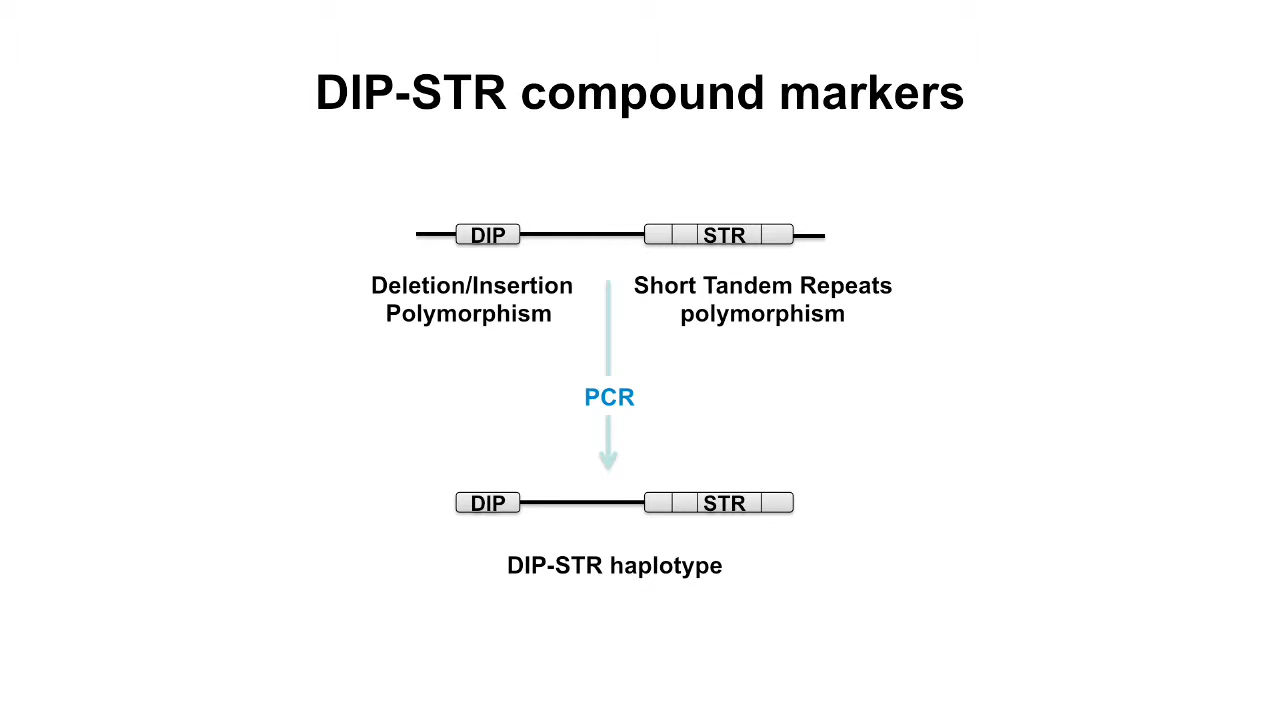 DIP-STR compound markers
DIP STR
Deletion/Insertion Polymorphism
Short Tandem Repeats polymorphism
PCR
DIP STR
DIP-STR haplotype